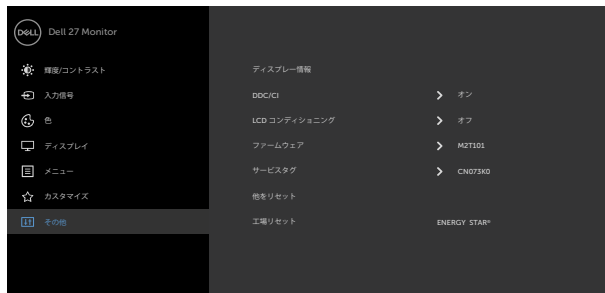 DELL Dell 27 Monitor
輝度/コントラスト
入力信号
色
ディスプレイ
メニュー
カスタマイズ
その他
ディスプレー情報
DDC/CI オン
LCD コンディショニング オフ
ファームウェア M2T101
サービスタグ CN073K0
他をリセット
工場リセット ENERGY STAR®